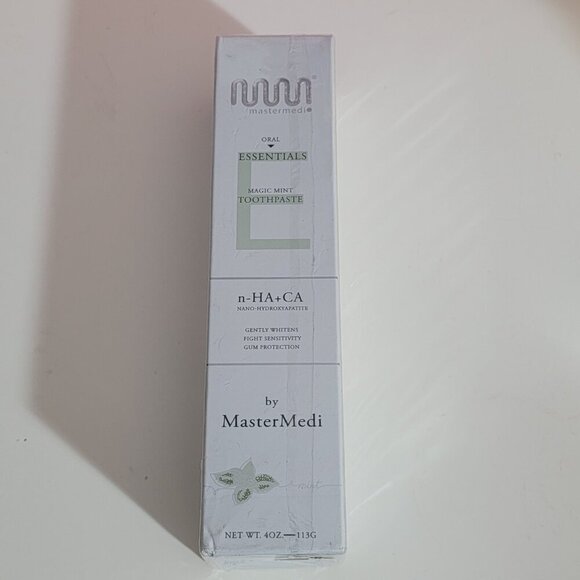 mastermedi
ORAL
ESSENTIALS
MAGIC MINT
TOOTHPASTE
n-HA+CA
NANO-HYDROXYAPATITE
GENTLY WHITENS
FIGHT SENSITIVITY
GUM PROTECTION
by
MasterMedi
mint
NET WT. 4OZ.—113G